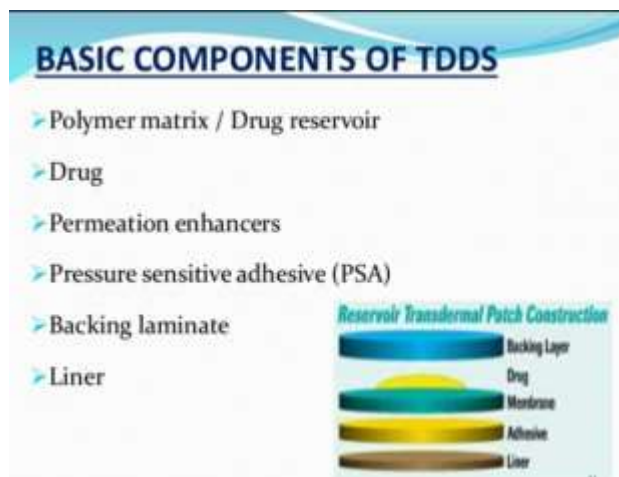 BASIC COMPONENTS OF TDDS
➢Polymer matrix / Drug reservoir
➢Drug
➢Permeation enhancers
➢Pressure sensitive adhesive (PSA)
➢Backing laminate
➢Liner
Reservoir Transdermal Patch Construction
Backing Layer
Drug
Membrane
Adhesive
Liner